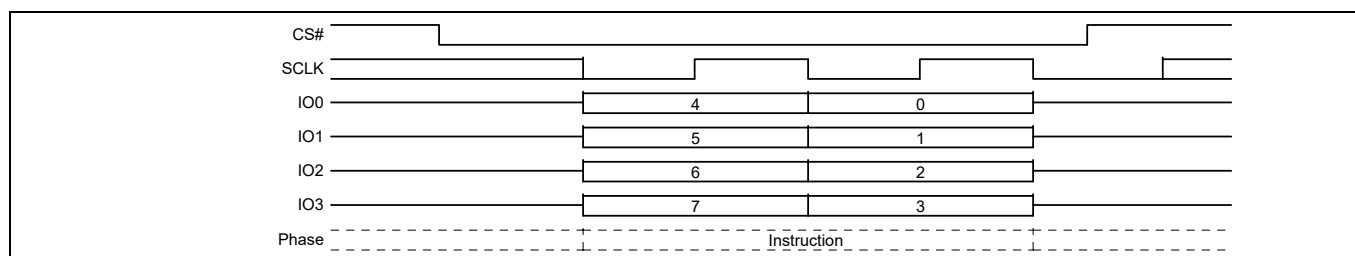 CS#
SCLK
IO0 4 0
IO1 5 1
IO2 6 2
IO3 7 3
Phase Instruction